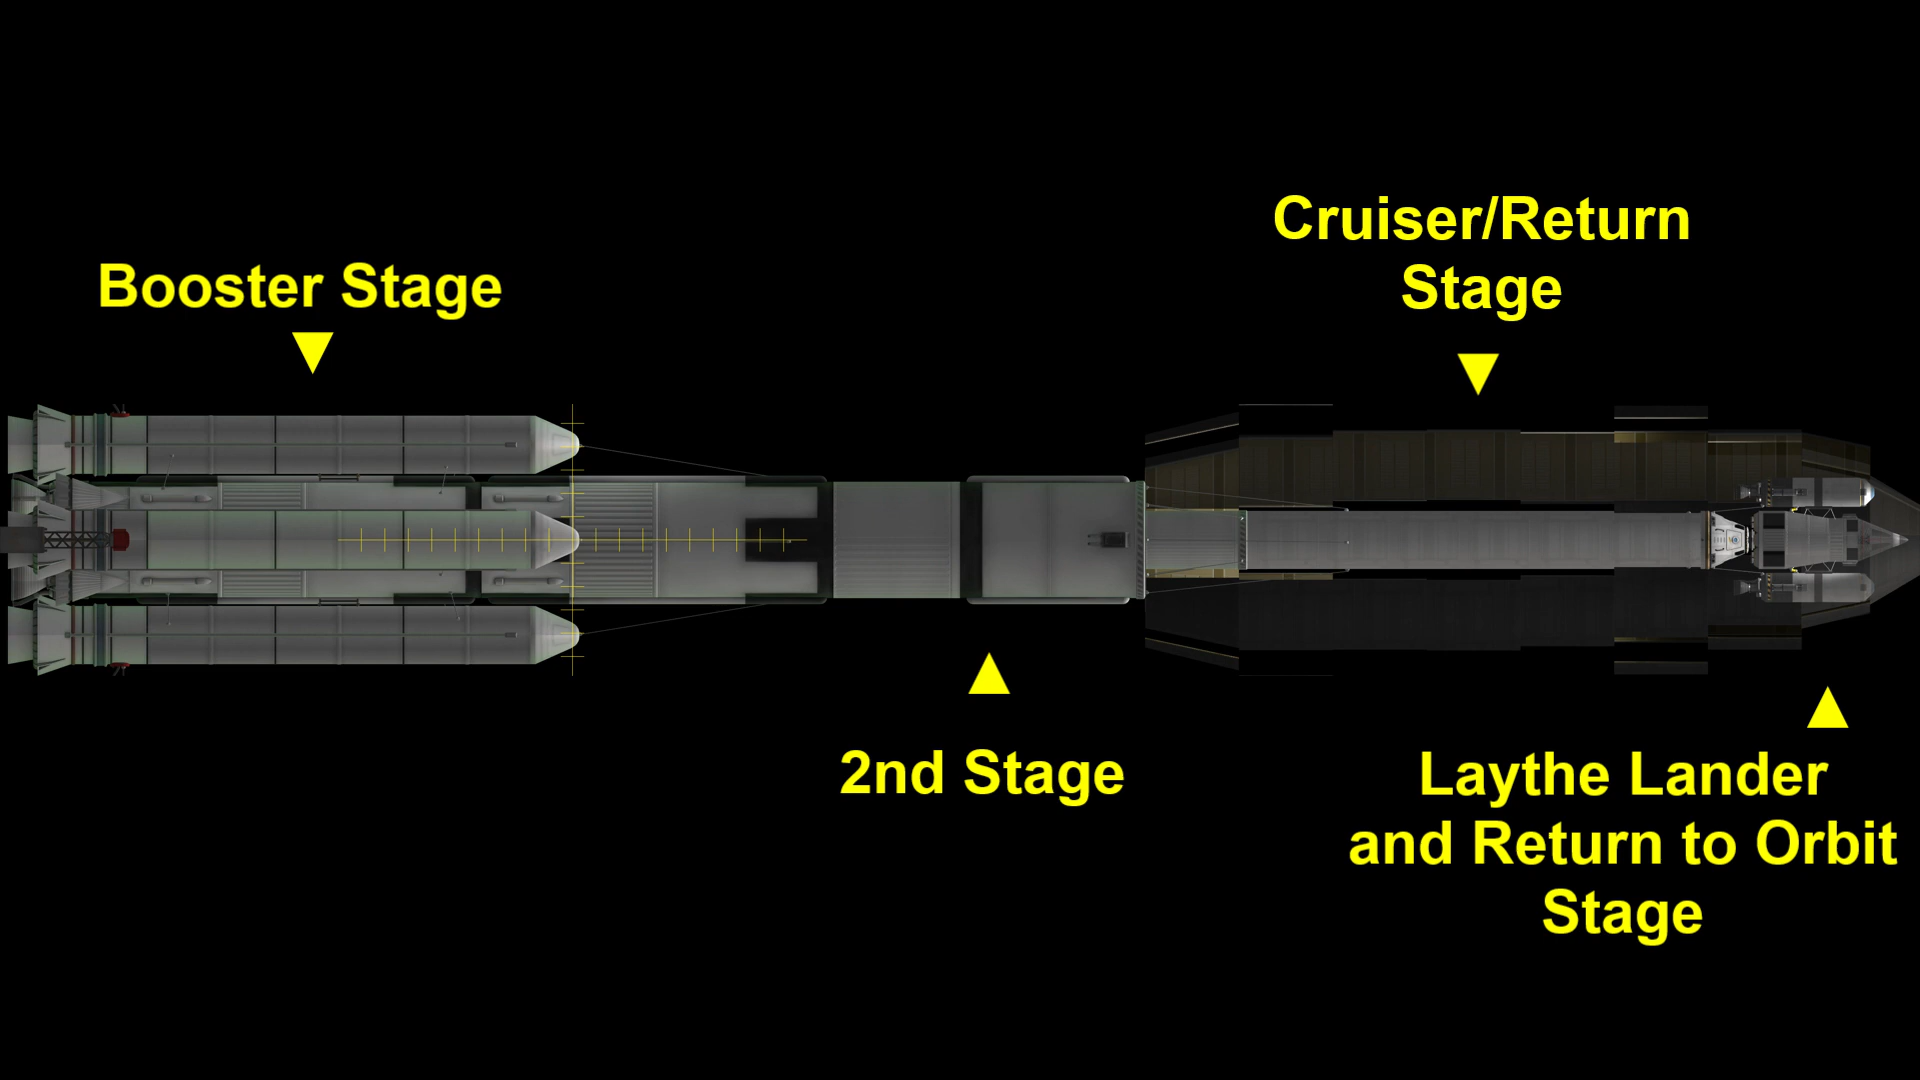 Booster Stage
Cruiser/Return
Stage
2nd Stage
Laythe Lander
and Return to Orbit
Stage